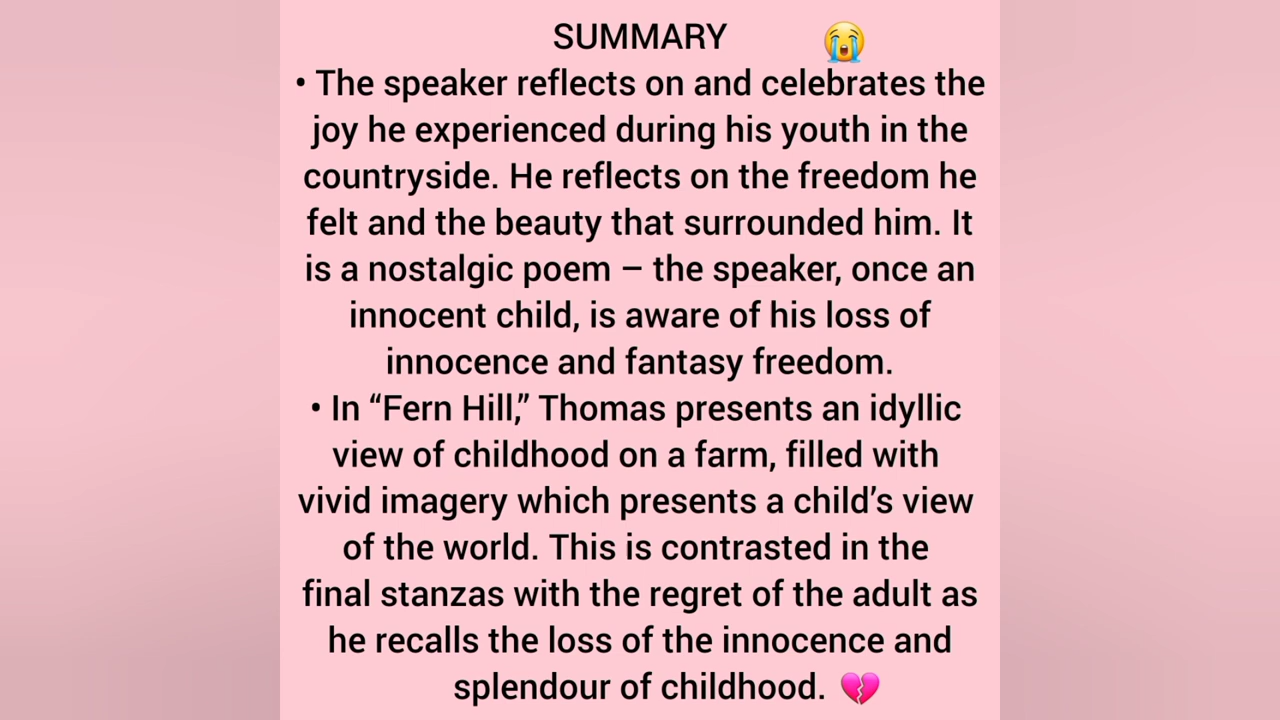 SUMMARY 😭
• The speaker reflects on and celebrates the
joy he experienced during his youth in the
countryside. He reflects on the freedom he
felt and the beauty that surrounded him. It
is a nostalgic poem – the speaker, once an
innocent child, is aware of his loss of
innocence and fantasy freedom.
• In “Fern Hill,” Thomas presents an idyllic
view of childhood on a farm, filled with
vivid imagery which presents a child’s view
of the world. This is contrasted in the
final stanzas with the regret of the adult as
he recalls the loss of the innocence and
splendour of childhood. 💔